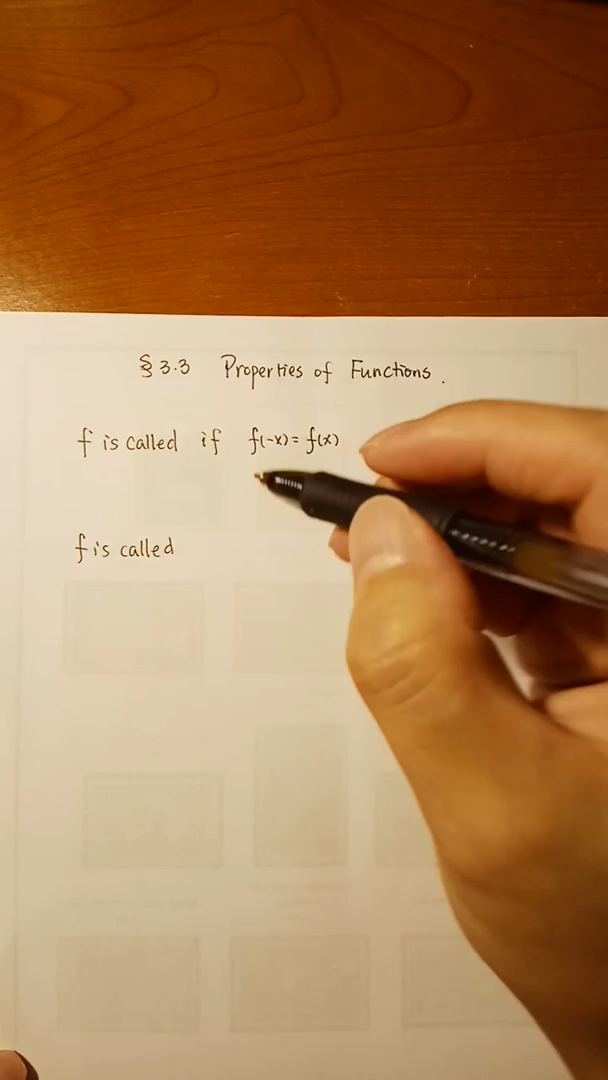 § 3.3 Properties of Functions.
f is called if f(-x) = f(x)
f is called